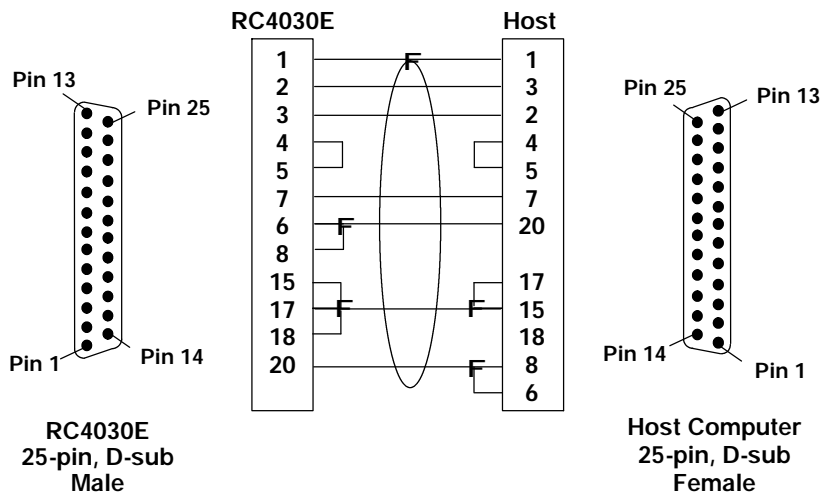 RC4030E Host
1 1
2 3
3 2
4 4
5 5
7 7
6 20
8
15 17
17 15
18 18
20 8
6
F
F
F
F
F
Pin 13
Pin 25
Pin 1
Pin 14
RC4030E
25-pin, D-sub
Male
Pin 25
Pin 13
Pin 14
Pin 1
Host Computer
25-pin, D-sub
Female